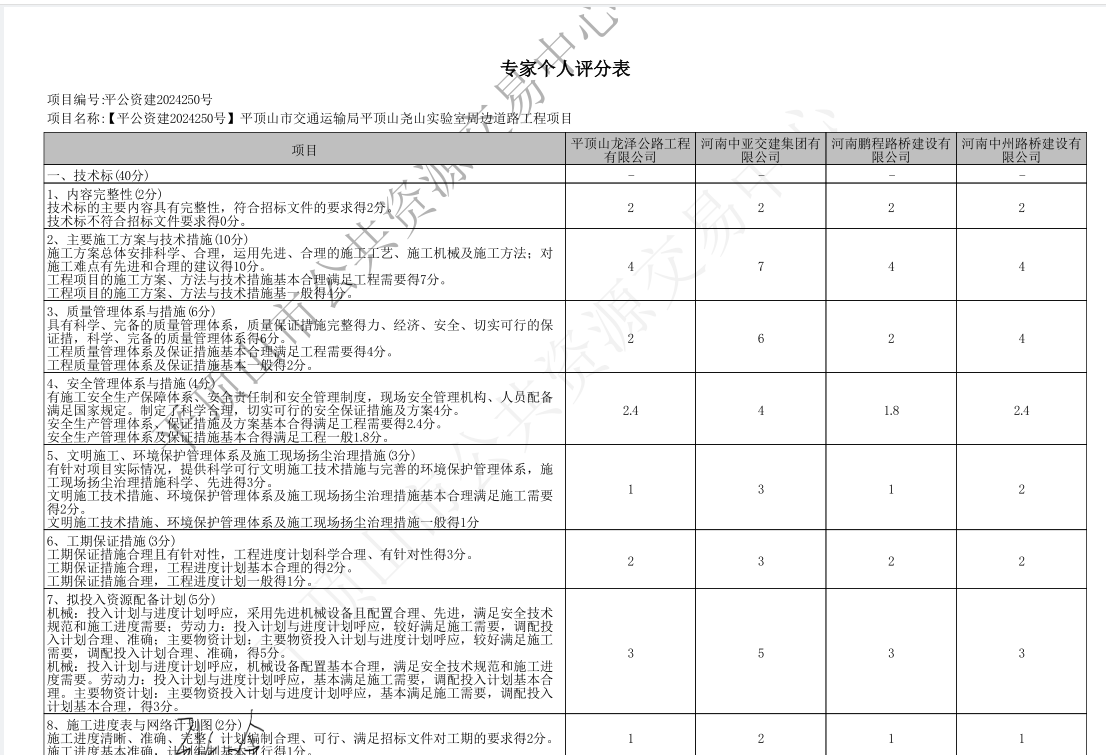 专家个人评分表
项目编号:平公资建2024250号
项目名称:【平公资建2024250号】平顶山市交通运输局平顶山尧山实验室周边道路工程项目
项目 平顶山龙泽公路工程有限公司 河南中亚交建集团有限公司 河南鹏程路桥建设有限公司 河南中州路桥建设有限公司
一、技术标(40分) - - - -
1、内容完整性(2分)
技术标的主要内容具有完整性，符合招标文件的要求得2分。
技术标不符合招标文件要求得0分。
2 2 2 2
2、主要施工方案与技术措施(10分)
施工方案总体安排科学、合理，运用先进、合理的施工工艺、施工机械及施工方法；对
施工难点有先进和合理的建议得10分。
工程项目的施工方案、方法与技术措施基本合理满足工程需要得7分。
工程项目的施工方案、方法与技术措施基一般得4分。
4 7 4 4
3、质量管理体系与措施(6分)
具有科学、完备的质量管理体系，质量保证措施完整得力、经济、安全、切实可行的保
证措，科学、完备的质量管理体系得6分。
工程质量管理体系及保证措施基本合理满足工程需要得4分。
工程质量管理体系及保证措施基本一般得2分。
2 6 2 4
4、安全管理体系与措施(4分)
有施工安全生产保障体系、安全责任制和安全管理制度，现场安全管理机构、人员配备
满足国家规定。制定了科学合理，切实可行的安全保证措施及方案4分。
安全生产管理体系、保证措施及方案基本合得满足工程需要得2.4分。
安全生产管理体系及保证措施基本合得满足工程一般1.8分。
2.4 4 1.8 2.4
5、文明施工、环境保护管理体系及施工现场扬尘治理措施(3分)
有针对项目实际情况，提供科学可行文明施工技术措施与完善的环境保护管理体系，施
工现场扬尘治理措施科学、先进得3分。
文明施工技术措施、环境保护管理体系及施工现场扬尘治理措施基本合理满足施工需要
得2分。
文明施工技术措施、环境保护管理体系及施工现场扬尘治理措施一般得1分
1 3 1 2
6、工期保证措施(3分)
工期保证措施合理且有针对性，工程进度计划科学合理、有针对性得3分。
工期保证措施合理，工程进度计划基本合理的得2分。
工期保证措施合理，工程进度计划一般得1分。
2 3 2 2
7、拟投入资源配备计划(5分)
机械：投入计划与进度计划呼应，采用先进机械设备且配置合理、先进，满足安全技术
规范和施工进度需要；劳动力：投入计划与进度计划呼应，较好满足施工需要，调配投
入计划合理、准确；主要物资计划：主要物资投入计划与进度计划呼应，较好满足施工
需要，调配投入计划合理、准确，得5分。
机械：投入计划与进度计划呼应，机械设备配置基本合理，满足安全技术规范和施工进
度需要。劳动力：投入计划与进度计划呼应，基本满足施工需要，调配投入计划基本合
理。主要物资计划：主要物资投入计划与进度计划呼应，基本满足施工需要，调配投入
计划基本合理，得3分。
3 5 3 3
8、施工进度表与网络计划图(2分)
施工进度清晰、准确、完整，计划编制合理、可行、满足招标文件对工期的要求得2分。
施工进度基本准确，计划编制基本可行得1分。
1 2 1 1
平顶山市公共资源交易中心
平顶山市公共资源交易中心